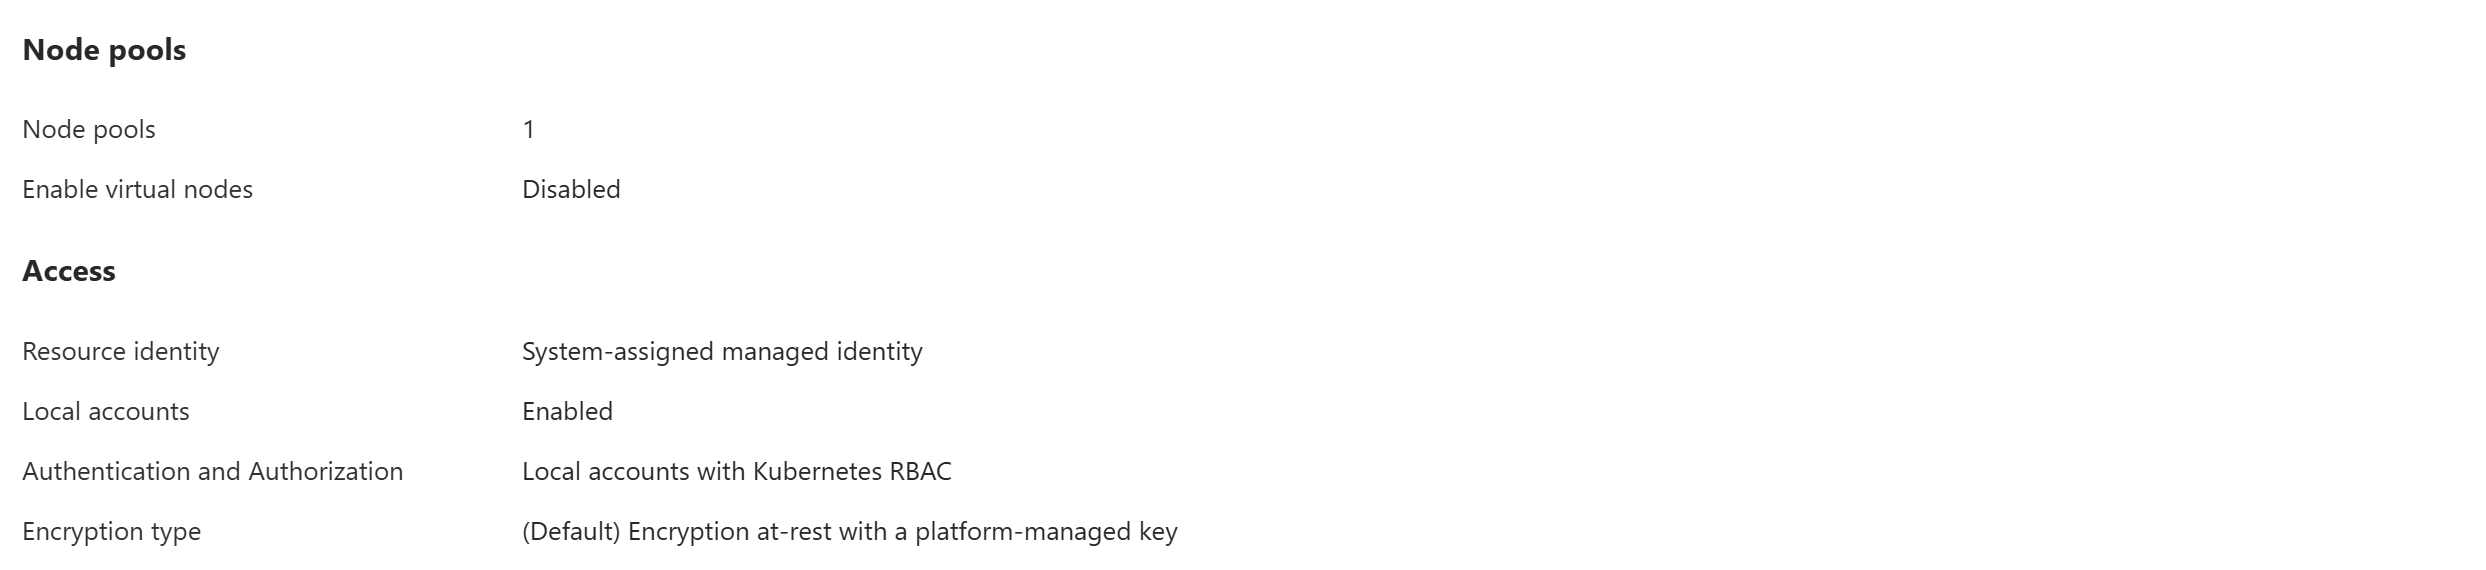 Node pools
Node pools 1
Enable virtual nodes Disabled
Access
Resource identity System-assigned managed identity
Local accounts Enabled
Authentication and Authorization Local accounts with Kubernetes RBAC
Encryption type (Default) Encryption at-rest with a platform-managed key